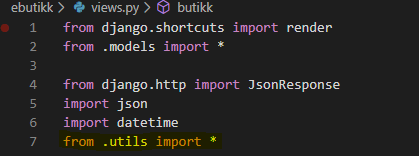 ebutikk > views.py > butikk
1 from django.shortcuts import render
2 from .models import *
3
4 from django.http import JsonResponse
5 import json
6 import datetime
7 from .utils import *